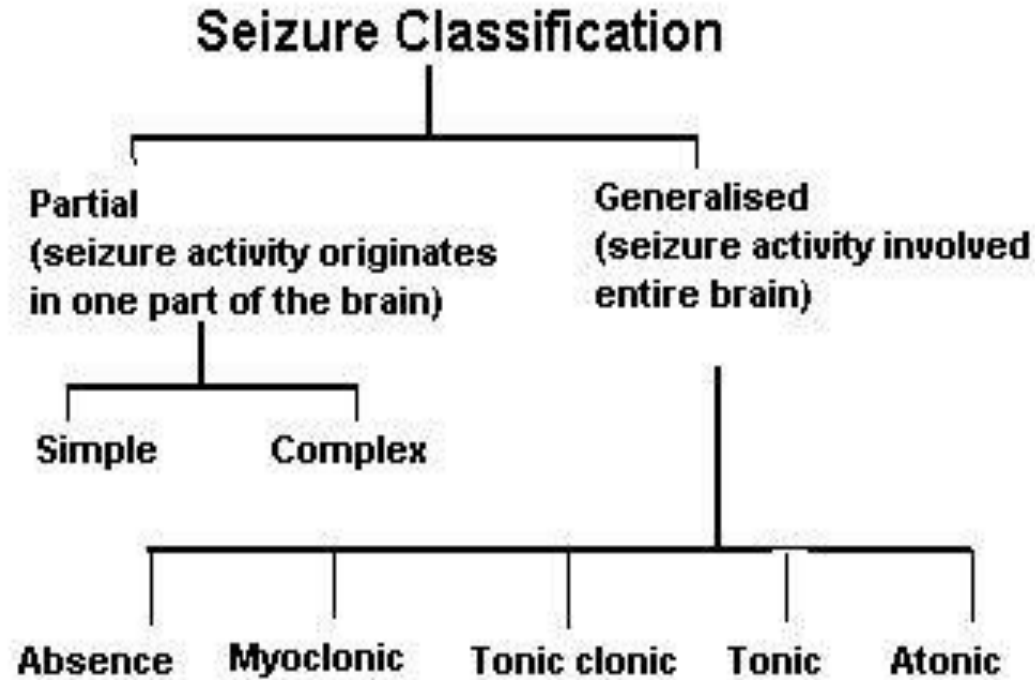 Seizure Classification
Partial
(seizure activity originates
in one part of the brain)
Generalised
(seizure activity involved
entire brain)
Simple
Complex
Absence
Myoclonic
Tonic clonic
Tonic
Atonic